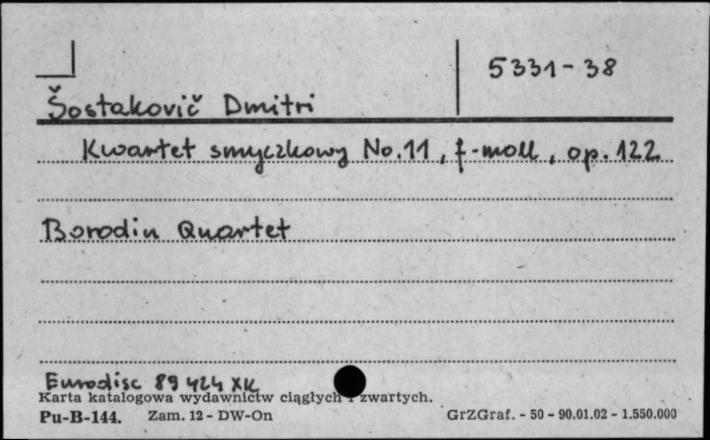 5331-38
Šostakovič Dmitri
Kwartet smyczkowy No.11, f-moll, op. 122
Borodin Quartet
Eurodisc 89 424 XK
Karta katalogowa wydawnictw ciągłych i zwartych.
Pu-B-144. Zam. 12 - DW-On GrZGraf. - 50 - 90.01.02 - 1.550.000